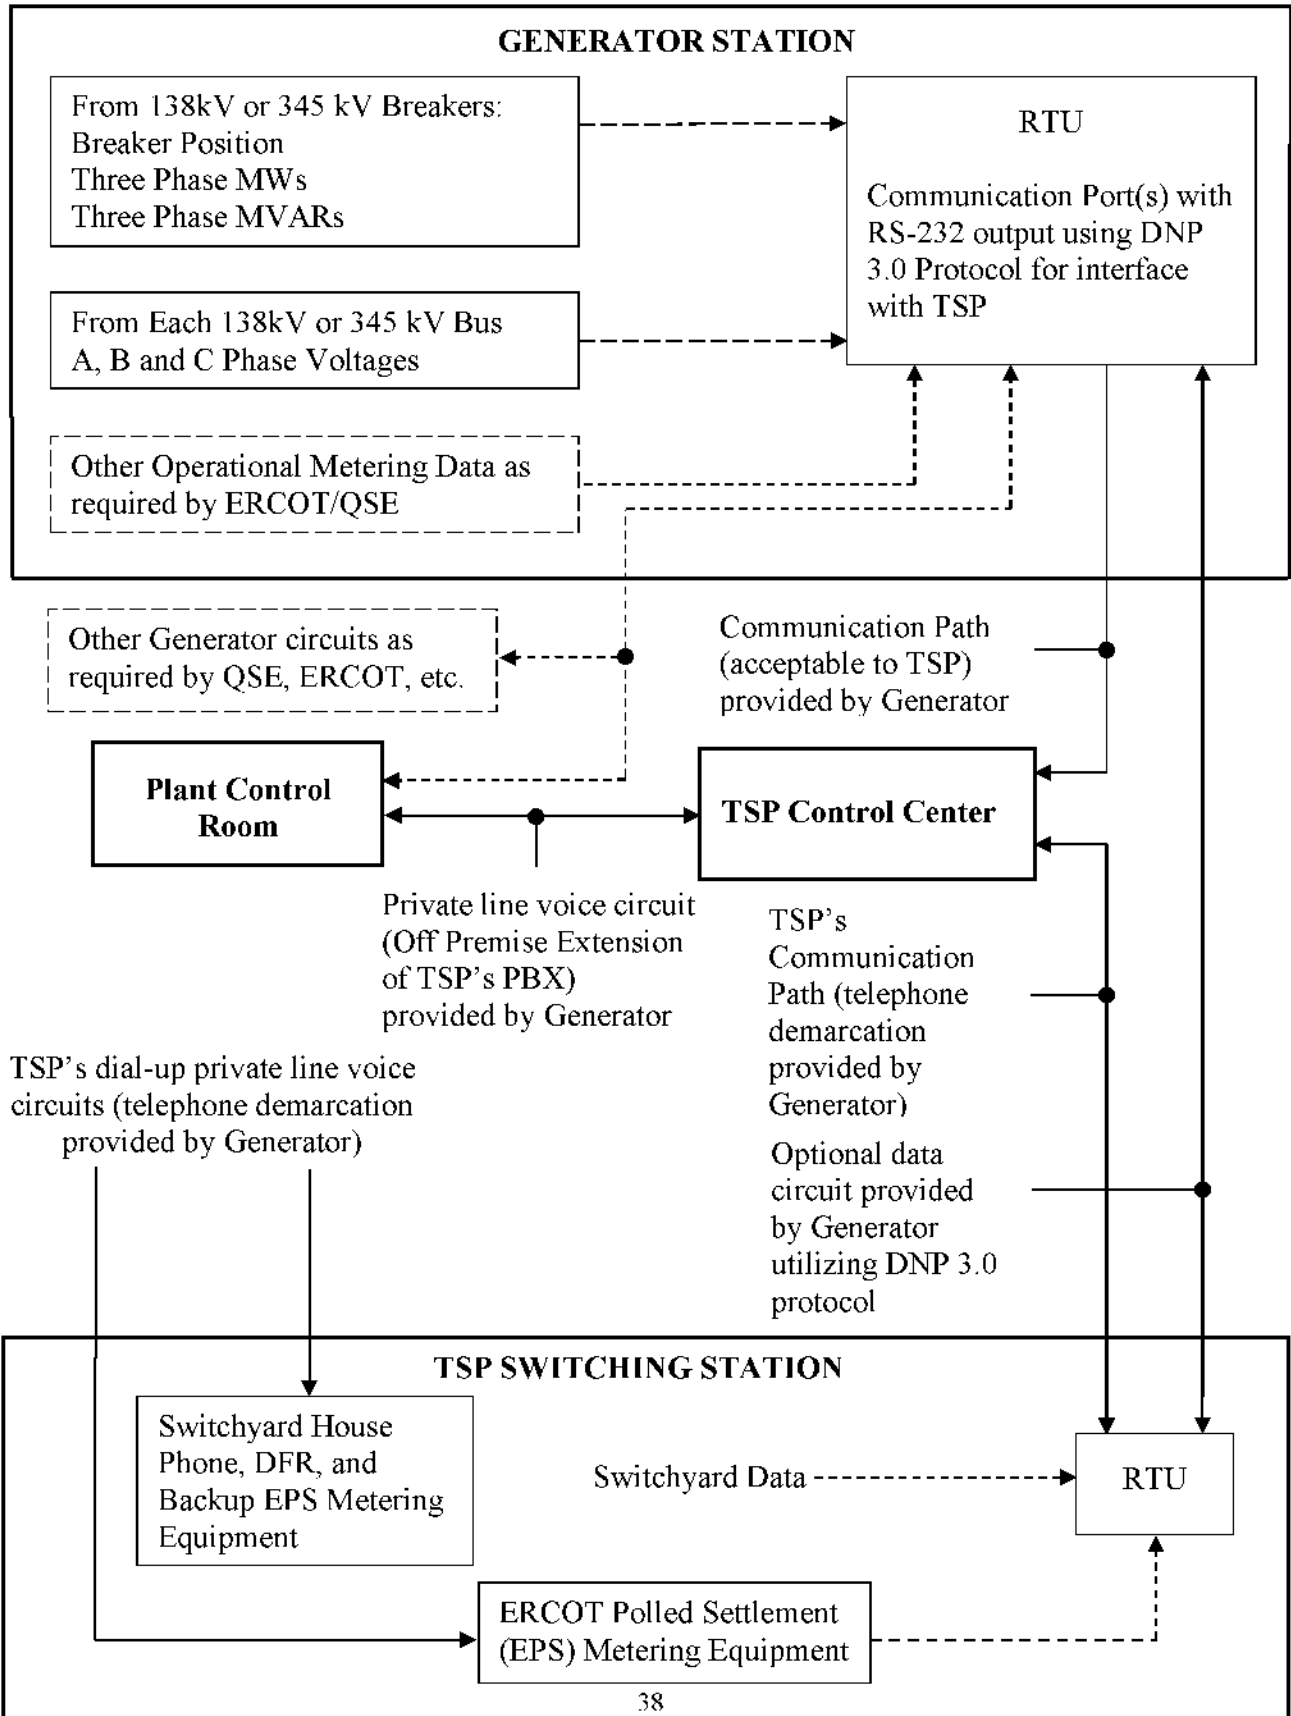 GENERATOR STATION
From 138kV or 345 kV Breakers:
Breaker Position
Three Phase MWs
Three Phase MVARs
RTU
Communication Port(s) with
RS-232 output using DNP
3.0 Protocol for interface
with TSP
From Each 138kV or 345 kV Bus
A, B and C Phase Voltages
Other Operational Metering Data as
required by ERCOT/QSE
Other Generator circuits as
required by QSE, ERCOT, etc.
Communication Path
(acceptable to TSP)
provided by Generator
Plant Control
Room
TSP Control Center
Private line voice circuit
(Off Premise Extension
of TSP's PBX)
provided by Generator
TSP's
Communication
Path (telephone
demarcation
provided by
Generator)
TSP's dial-up private line voice
circuits (telephone demarcation
provided by Generator)
Optional data
circuit provided
by Generator
utilizing DNP 3.0
protocol
TSP SWITCHING STATION
Switchyard House
Phone, DFR, and
Backup EPS Metering
Equipment
Switchyard Data
RTU
ERCOT Polled Settlement
(EPS) Metering Equipment
38